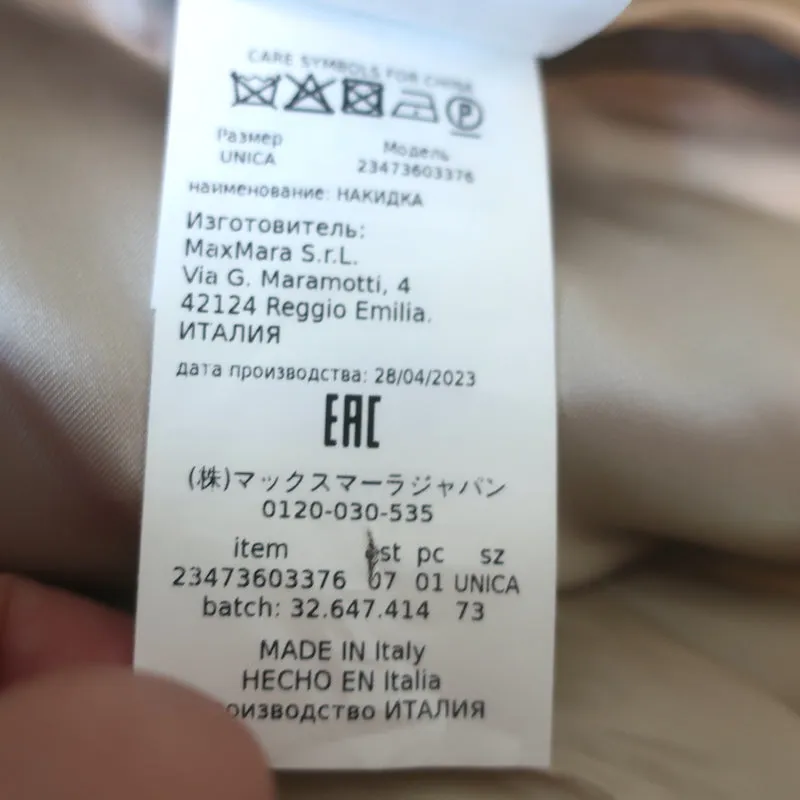 CARE SYMBOLS FOR CHINA
P
Размер Модель
UNICA 23473603376
наименование: НАКИДКА
Изготовитель:
MaxMara S.r.L.
Via G. Maramotti, 4
42124 Reggio Emilia.
ИТАЛИЯ
дата производства: 28/04/2023
EAC
(株)マックスマーラジャパン
0120-030-535
item st pc sz
23473603376 07 01 UNICA
batch: 32.647.414 73
MADE IN Italy
HECHO EN Italia
оизводство ИТАЛИЯ